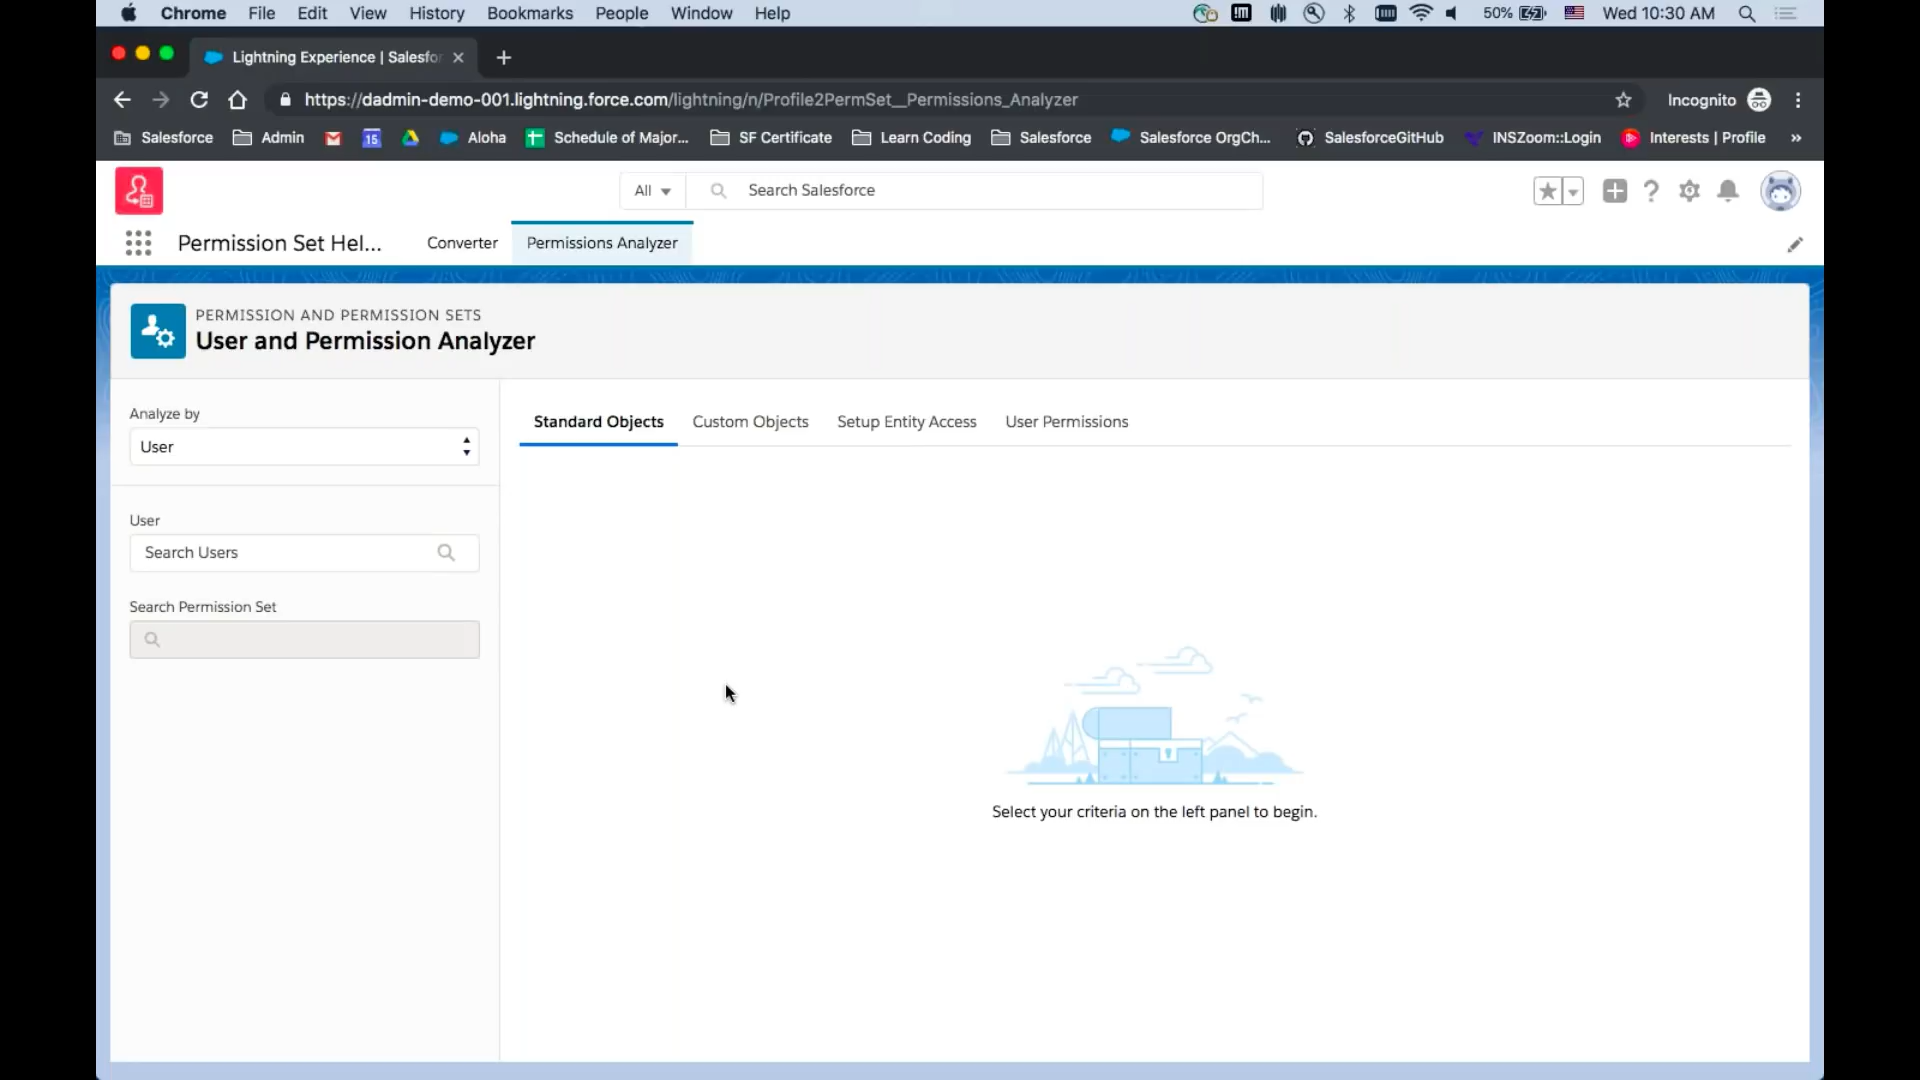 Chrome File Edit View History Bookmarks People Window Help 50% Wed 10:30 AM
Lightning Experience | Salesfor
https://dadmin-demo-001.lightning.force.com/lightning/n/Profile2PermSet__Permissions_Analyzer Incognito
Salesforce Admin 15 Aloha Schedule of Major... SF Certificate Learn Coding Salesforce Salesforce OrgCh... SalesforceGitHub INSZoom::Login Interests | Profile »
All Search Salesforce
Permission Set Hel... Converter Permissions Analyzer
PERMISSION AND PERMISSION SETS
User and Permission Analyzer
Analyze by
User
User
Search Users
Search Permission Set
Standard Objects Custom Objects Setup Entity Access User Permissions
Select your criteria on the left panel to begin.